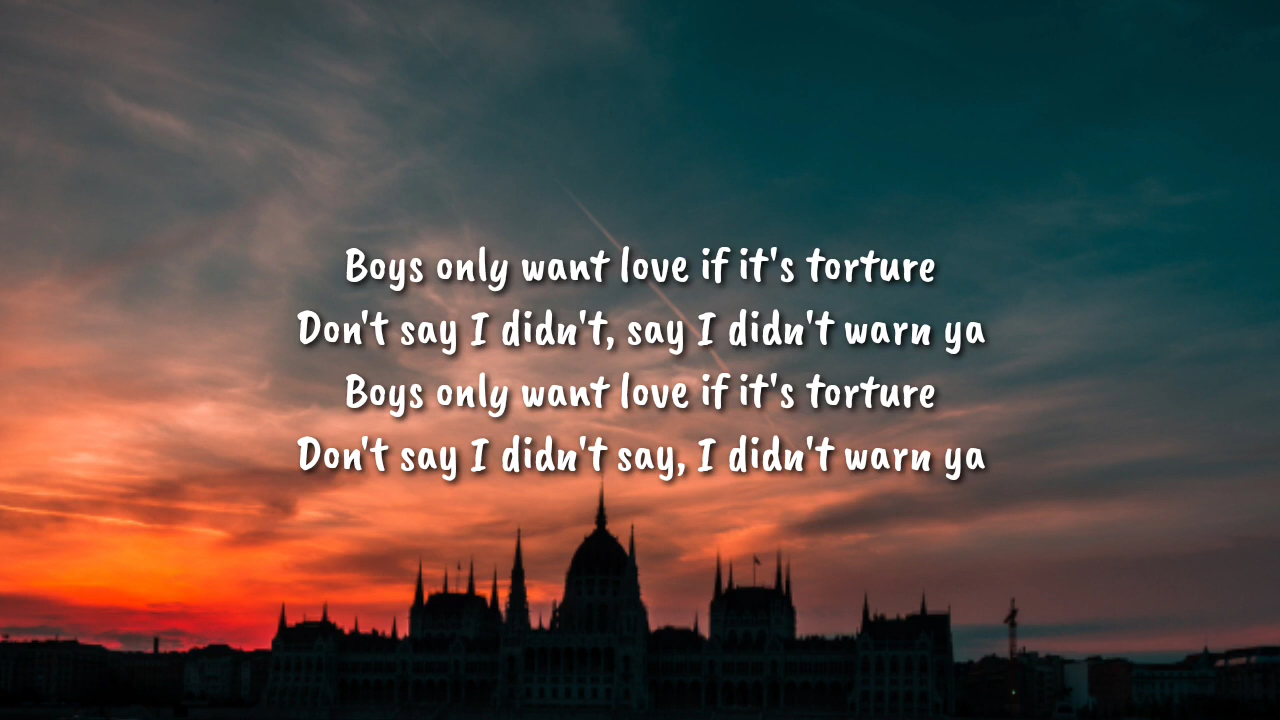 Boys only want love if it's torture
Don't say I didn't, say I didn't warn ya
Boys only want love if it's torture
Don't say I didn't say, I didn't warn ya